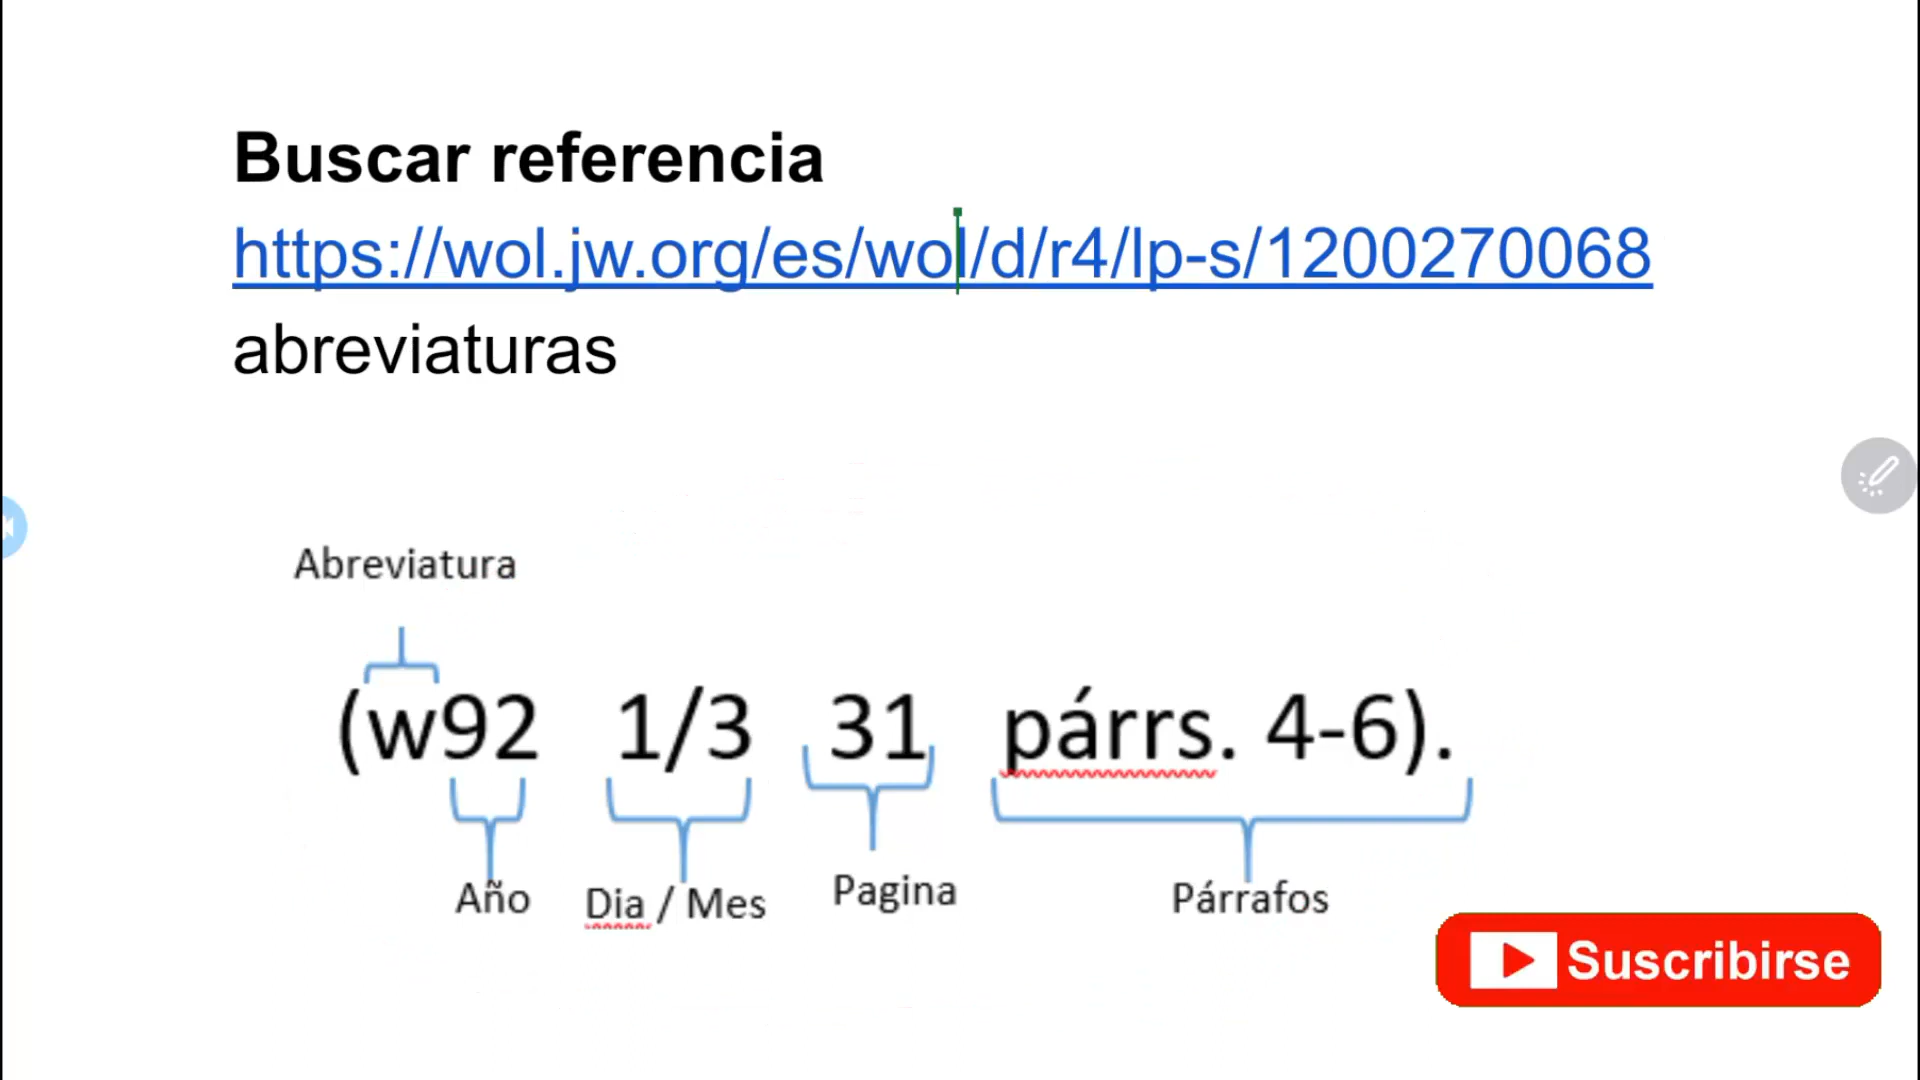 Buscar referencia
https://wol.jw.org/es/wol/d/r4/lp-s/1200270068
abreviaturas
Abreviatura
(w92 1/3 31 párrs. 4-6).
Año Dia / Mes Pagina Párrafos
Suscribirse